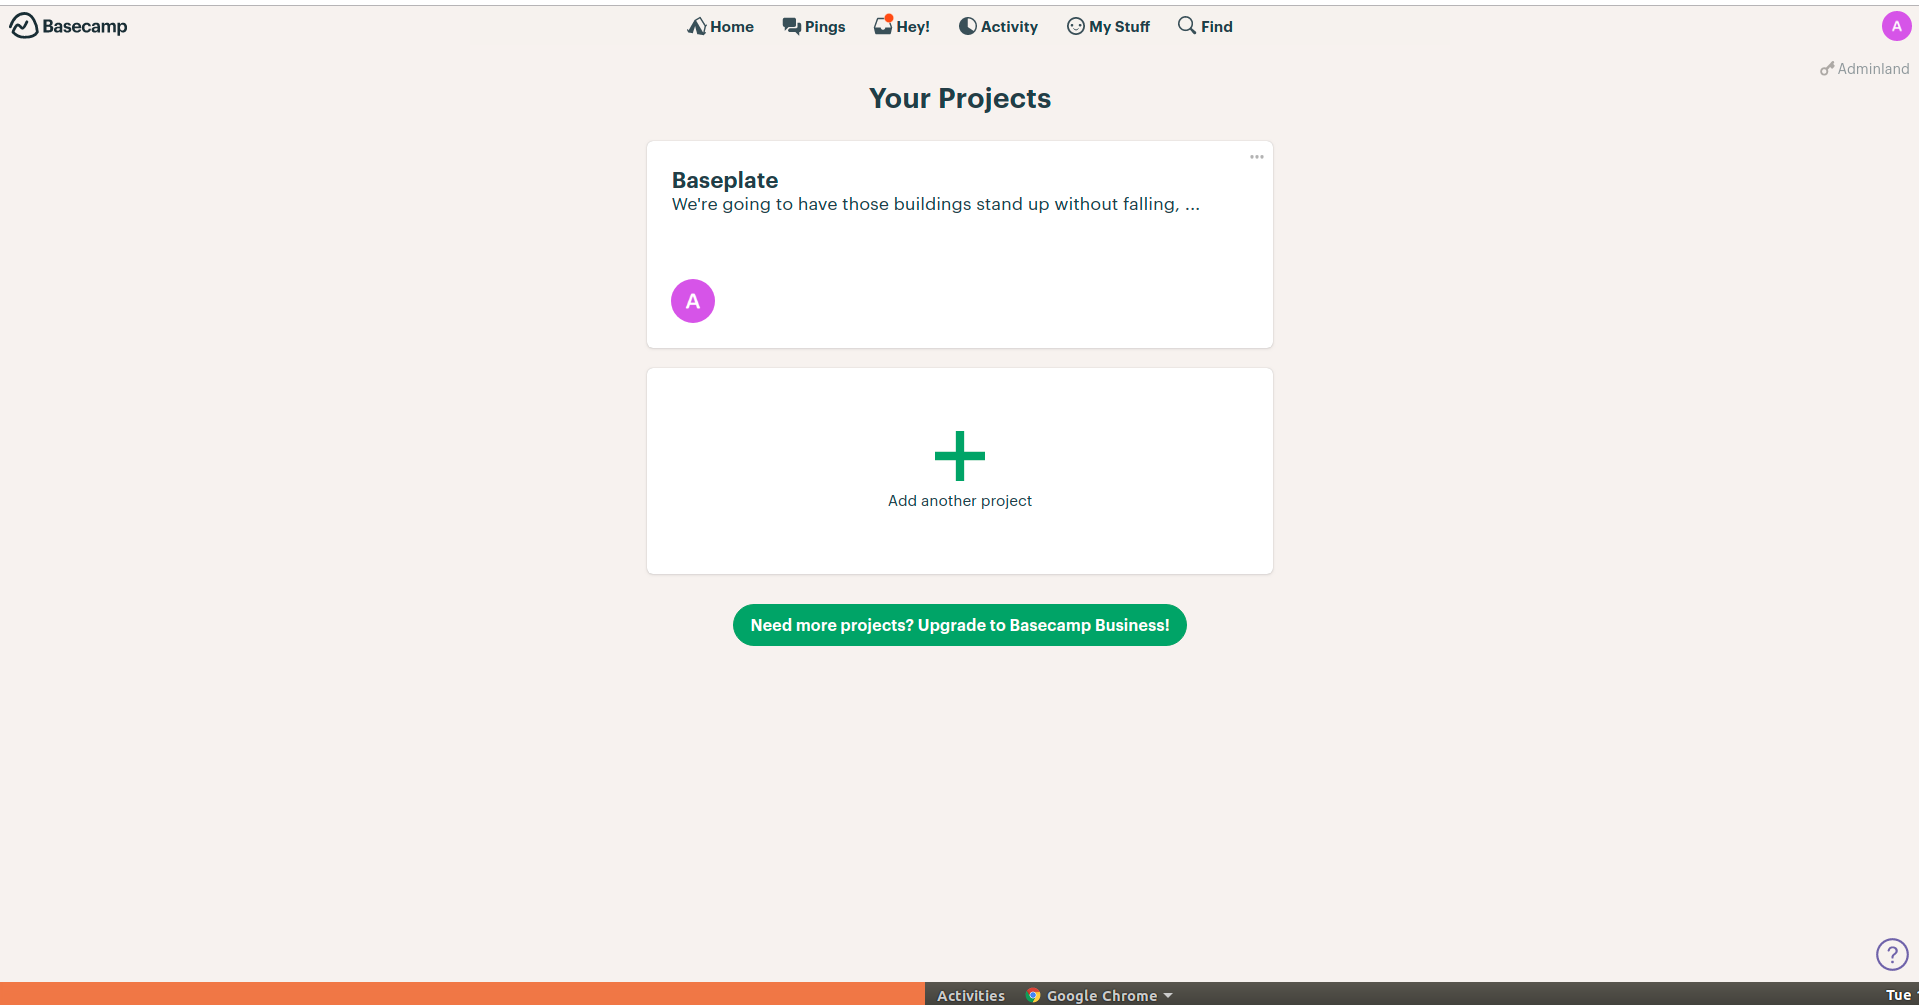 Basecamp
Home Pings Hey! Activity My Stuff Find
A
Adminland
Your Projects
Baseplate
We're going to have those buildings stand up without falling, ...
A
Add another project
Need more projects? Upgrade to Basecamp Business!
?
Activities Google Chrome Tue